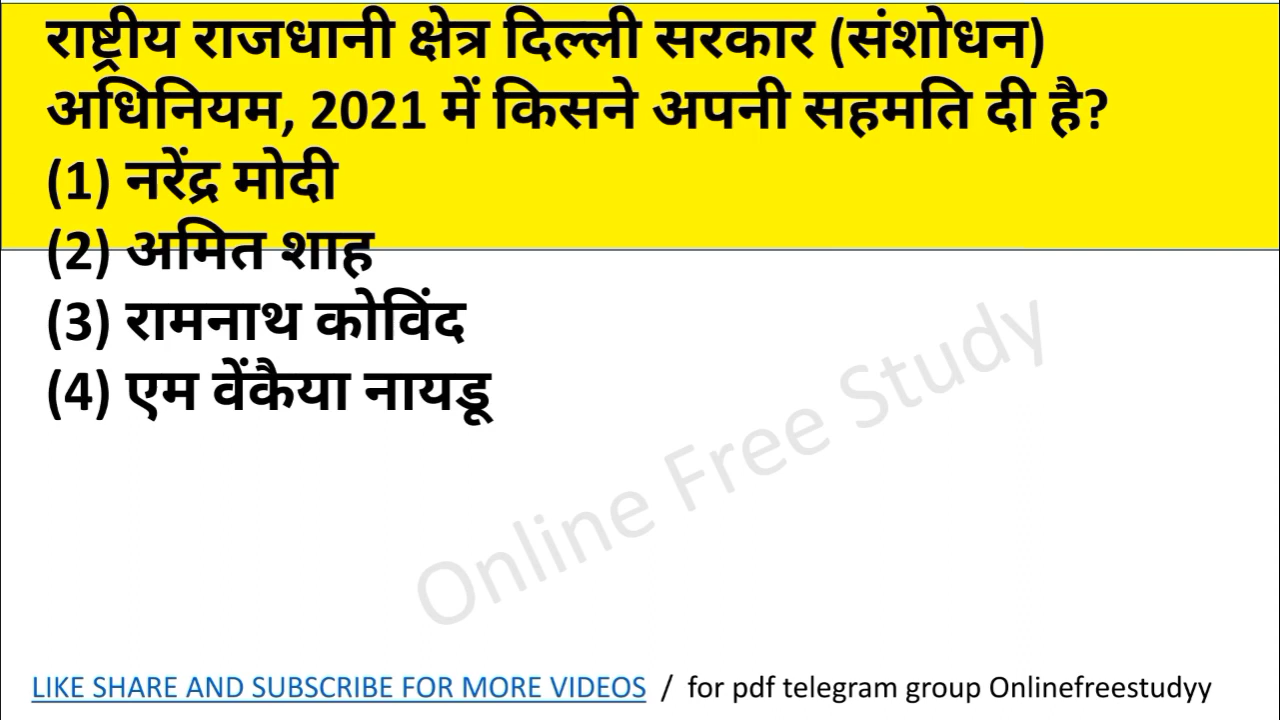 राष्ट्रीय राजधानी क्षेत्र दिल्ली सरकार (संशोधन)
अधिनियम, 2021 में किसने अपनी सहमति दी है?
(1) नरेंद्र मोदी
(2) अमित शाह
(3) रामनाथ कोविंद
(4) एम वेंकैया नायडू
Online Free Study
LIKE SHARE AND SUBSCRIBE FOR MORE VIDEOS / for pdf telegram group Onlinefreestudyy